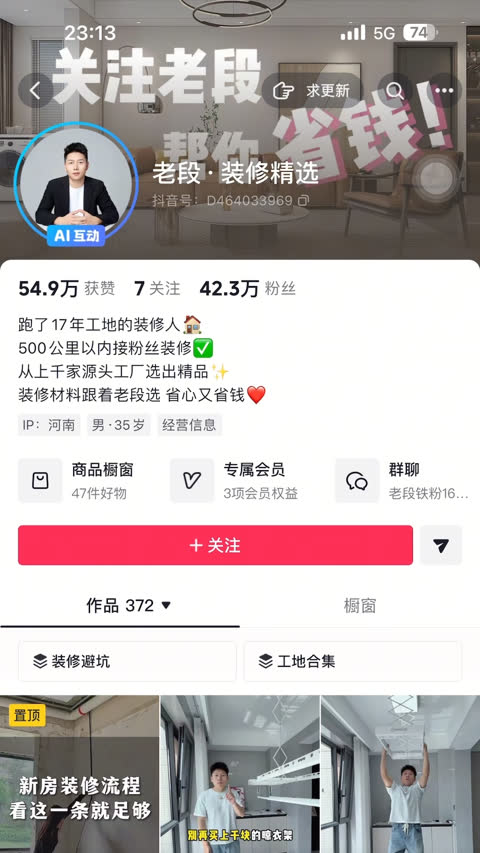 23:13
5G
74
关注老段
求更新
帮你
省钱!
老段 · 装修精选
抖音号: D464033969
AI 互动
54.9万 获赞 7 关注 42.3万 粉丝
跑了17年工地的装修人🏠
500公里以内接粉丝装修✅
从上千家源头工厂选出精品✨
装修材料跟着老段选 省心又省钱❤️
IP: 河南
男·35岁
经营信息
商品橱窗
47件好物
专属会员
3项会员权益
群聊
老段铁粉16...
+ 关注
作品 372 ▼
橱窗
装修避坑
工地合集
置顶
新房装修流程
看这一条就足够
别再买上千块的晾衣架